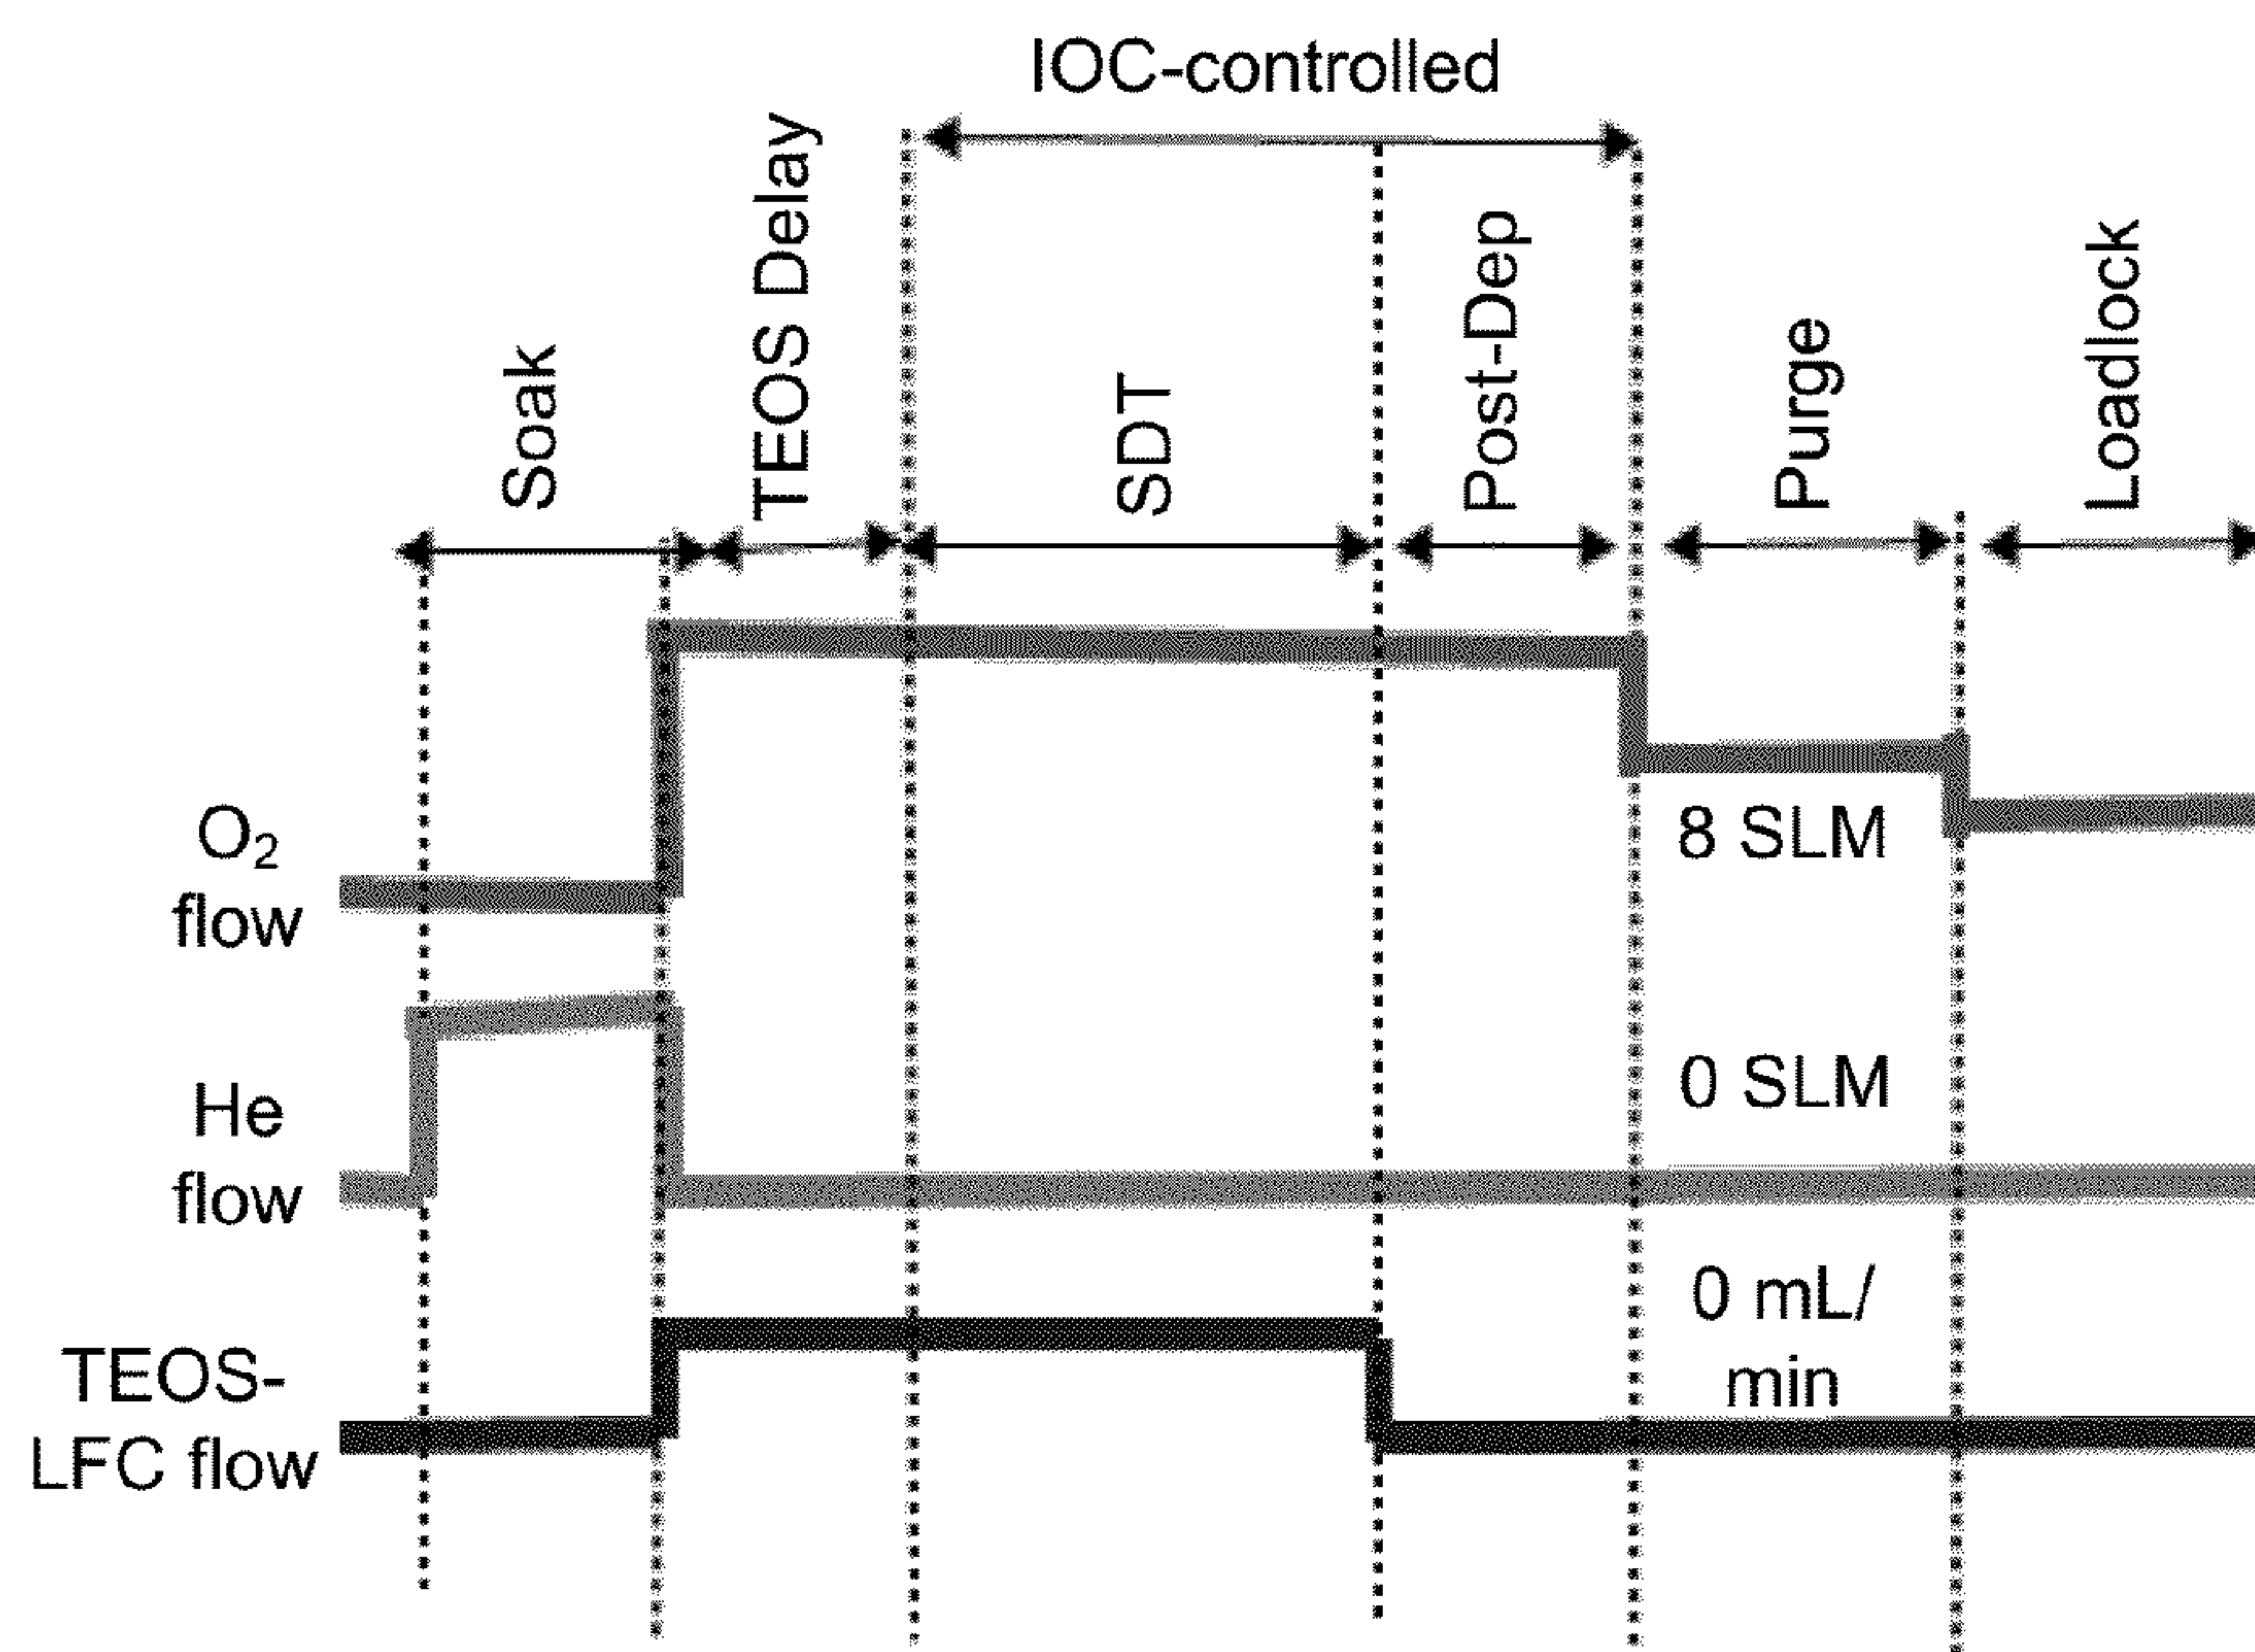 IOC-controlled
Soak
TEOS Delay
SDT
Post-Dep
Purge
Loadlock
O₂
flow
8 SLM
He
flow
0 SLM
TEOS-
LFC flow
0 mL/
min